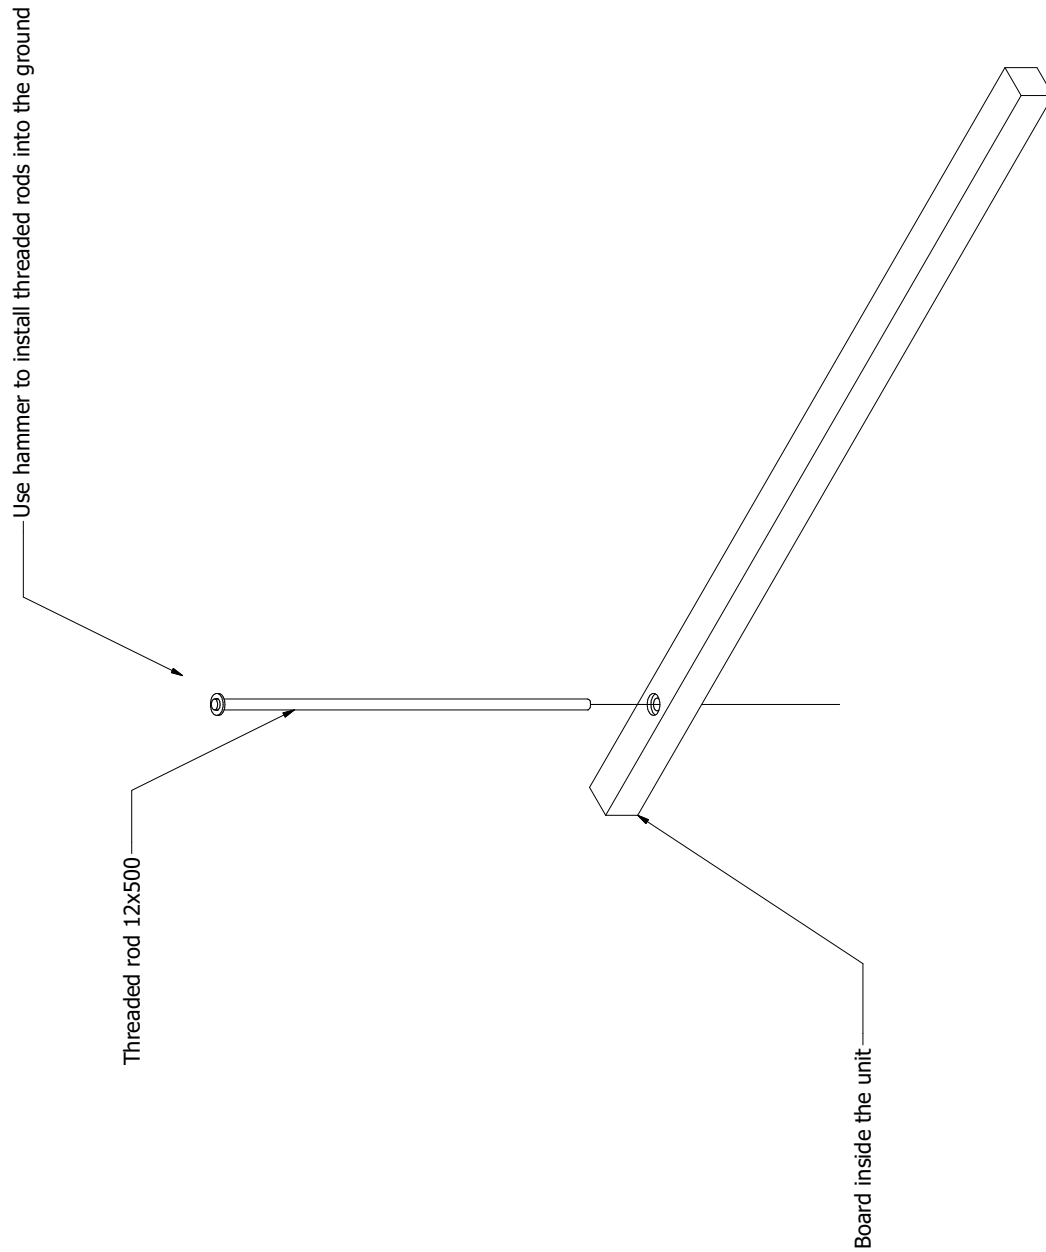 Use hammer to install threaded rods into the ground
Threaded rod 12x500
Board inside the unit